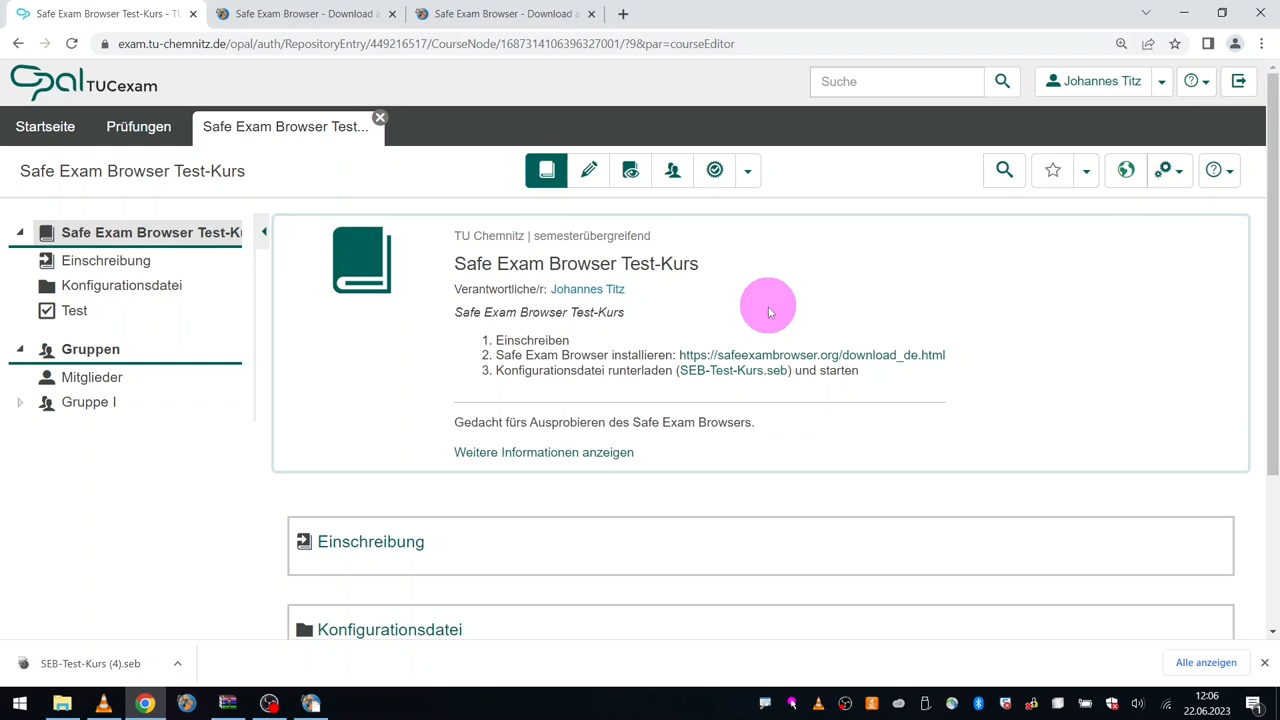 Safe Exam Browser Test-Kurs - TU
Safe Exam Browser - Download a
Safe Exam Browser - Download a
exam.tu-chemnitz.de/opal/auth/RepositoryEntry/449216517/CourseNode/1687314106396327001/?9&par=courseEditor
Opal TUCexam
Suche
Johannes Titz
Startseite
Prüfungen
Safe Exam Browser Test...
Safe Exam Browser Test-Kurs
Safe Exam Browser Test-Ku
Einschreibung
Konfigurationsdatei
Test
Gruppen
Mitglieder
Gruppe I
TU Chemnitz | semesterübergreifend
Safe Exam Browser Test-Kurs
Verantwortliche/r: Johannes Titz
Safe Exam Browser Test-Kurs
1. Einschreiben
2. Safe Exam Browser installieren: https://safeexambrowser.org/download_de.html
3. Konfigurationsdatei runterladen (SEB-Test-Kurs.seb) und starten
Gedacht fürs Ausprobieren des Safe Exam Browsers.
Weitere Informationen anzeigen
Einschreibung
Konfigurationsdatei
SEB-Test-Kurs (4).seb
Alle anzeigen
12:06
22.06.2023
1